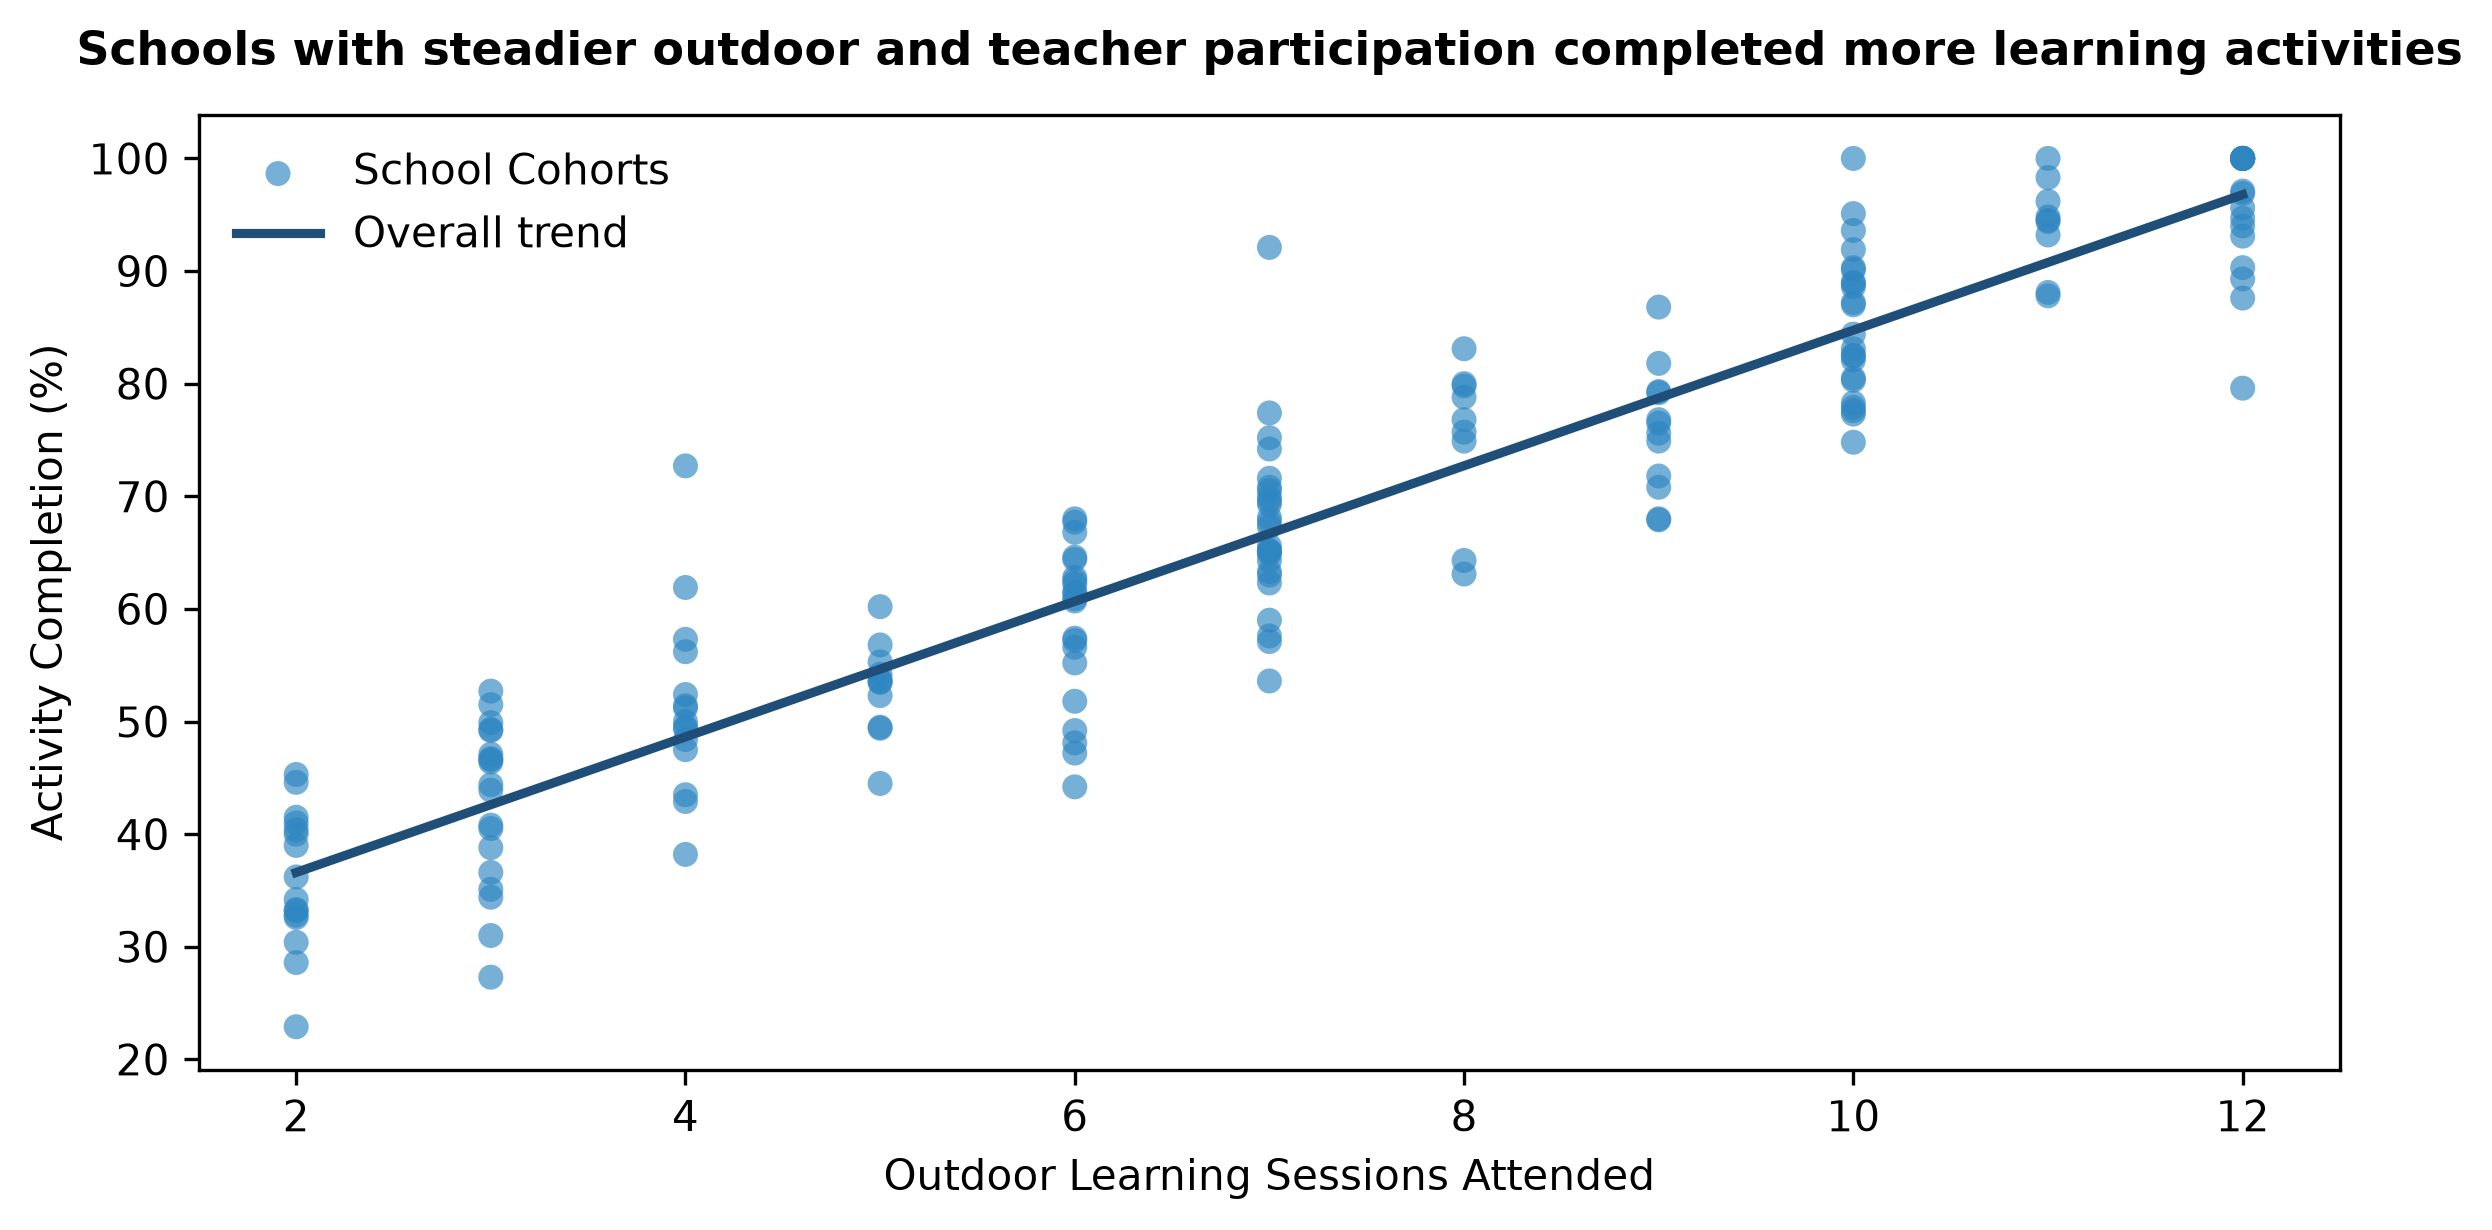 Schools with steadier outdoor and teacher participation completed more learning activities
School Cohorts
Overall trend
Activity Completion (%)
100
90
80
70
60
50
40
30
20
2 4 6 8 10 12
Outdoor Learning Sessions Attended